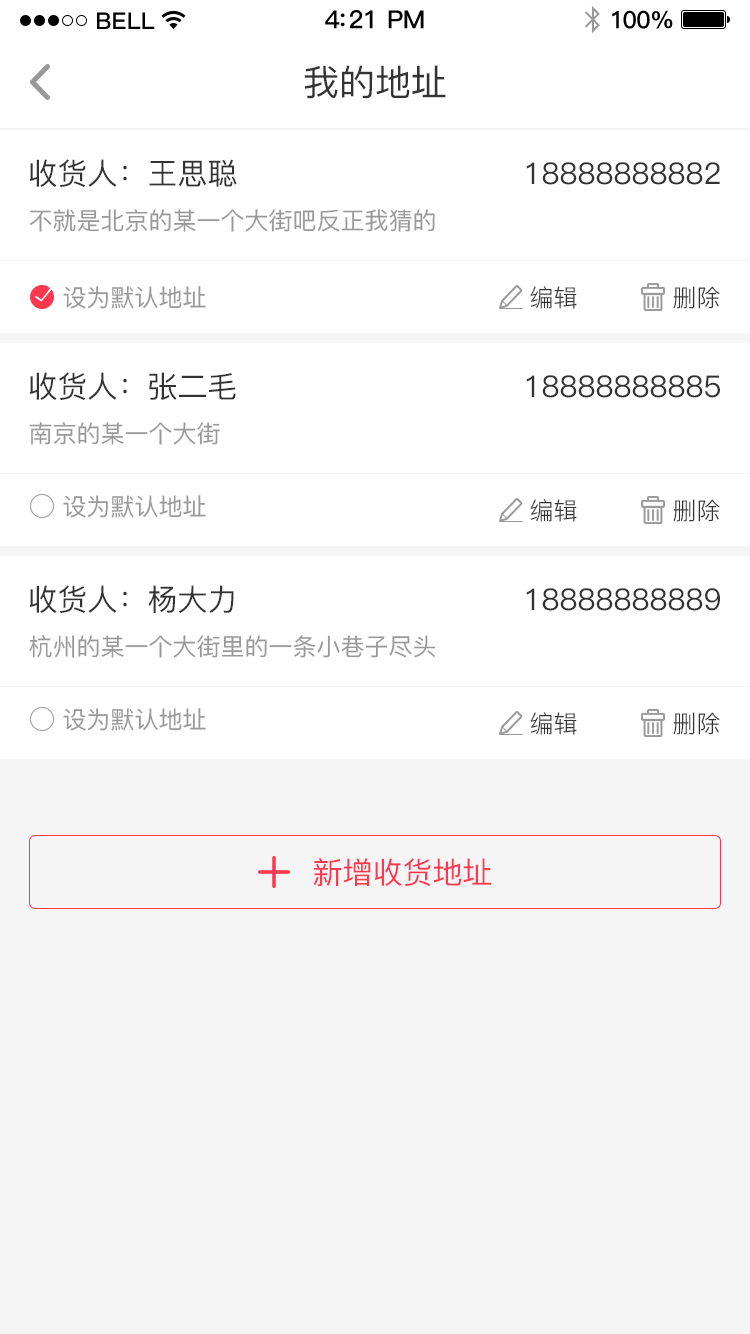 BELL 4:21 PM 100%
我的地址
收货人：王思聪 18888888882
不就是北京的某一个大街吧反正我猜的
设为默认地址 编辑 删除
收货人：张二毛 18888888885
南京的某一个大街
设为默认地址 编辑 删除
收货人：杨大力 18888888889
杭州的某一个大街里的一条小巷子尽头
设为默认地址 编辑 删除
新增收货地址